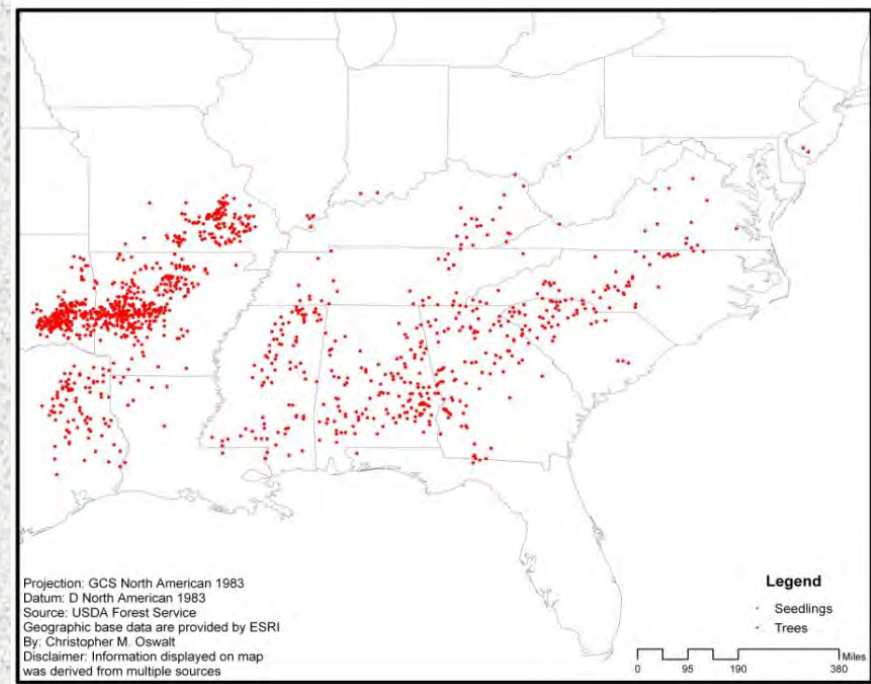 Projection: GCS North American 1983
Datum: D North American 1983
Source: USDA Forest Service
Geographic base data are provided by ESRI
By: Christopher M. Oswalt
Disclaimer: Information displayed on map
was derived from multiple sources
Legend
Seedlings
Trees
Miles
0 95 190 380